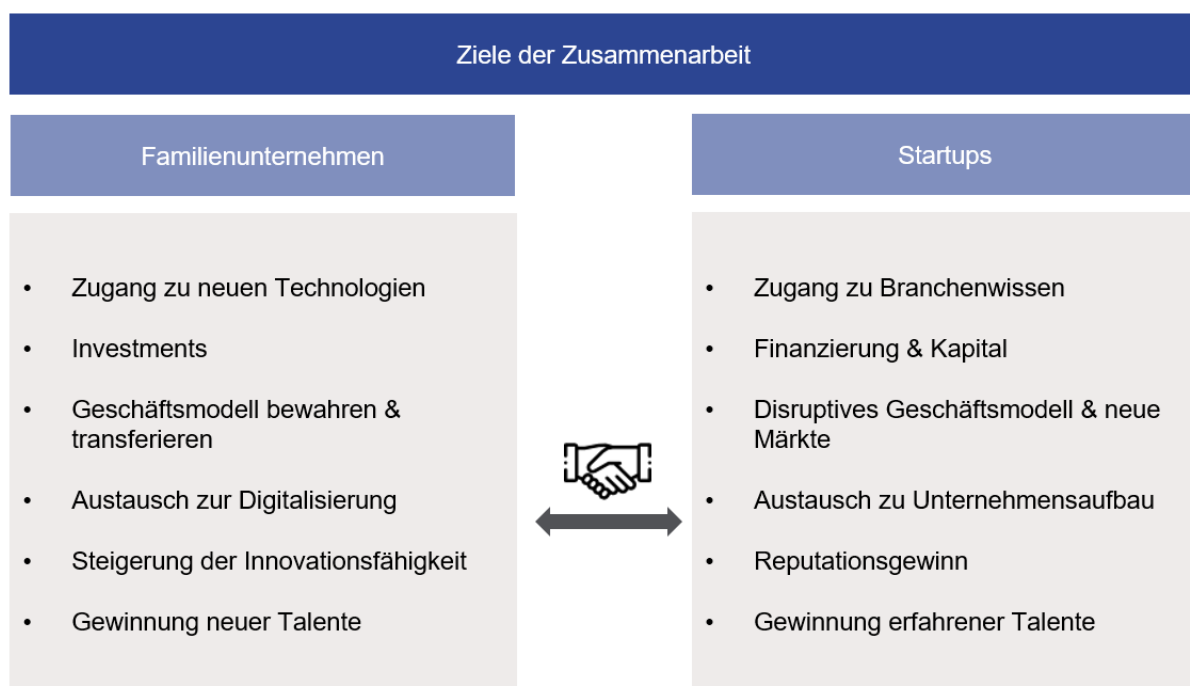 Ziele der Zusammenarbeit
Familienunternehmen
• Zugang zu neuen Technologien
• Investments
• Geschäftsmodell bewahren &
transferieren
• Austausch zur Digitalisierung
• Steigerung der Innovationsfähigkeit
• Gewinnung neuer Talente
Startups
• Zugang zu Branchenwissen
• Finanzierung & Kapital
• Disruptives Geschäftsmodell & neue
Märkte
• Austausch zu Unternehmensaufbau
• Reputationsgewinn
• Gewinnung erfahrener Talente